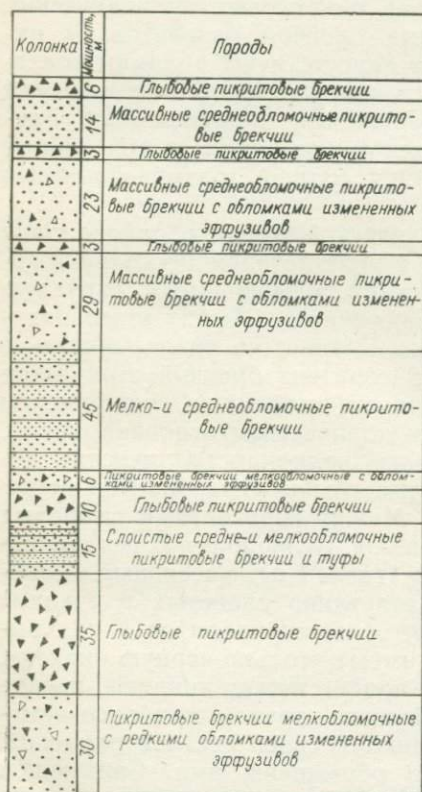 Колонка
Мощность, м
Породы
6
Глыбовые пикритовые брекчии
14
Массивные среднеобломочные пикрито-
вые брекчии
3
Глыбовые пикритовые брекчии
23
Массивные среднеобломочные пикрито-
вые брекчии с обломками измененных
эффузивов
3
Глыбовые пикритовые брекчии
29
Массивные среднеобломочные пикри-
товые брекчии с обломками изменен-
ных эффузивов
45
Мелко-и среднеобломочные пикрито-
вые брекчии
6
Пикритовые брекчии мелкообломочные с облом-
ками измененных эффузивов
10
Глыбовые пикритовые брекчии
15
Слоистые средне-и мелкообломочные
пикритовые брекчии и туфы
35
Глыбовые пикритовые брекчии
30
Пикритовые брекчии мелкообломочные
с редкими обломками измененных
эффузивов